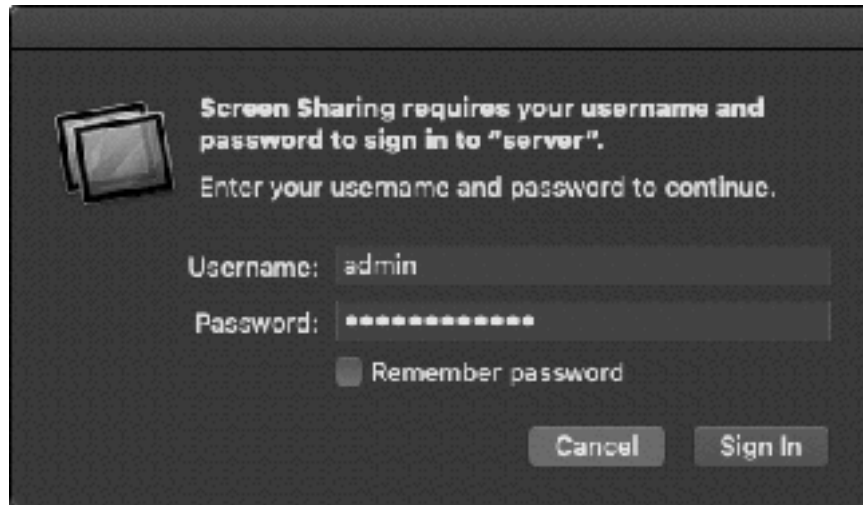 Screen Sharing requires your username and
password to sign in to “server”.
Enter your username and password to continue.
Username: admin
Password: ••••••••••••
Remember password
Cancel Sign In